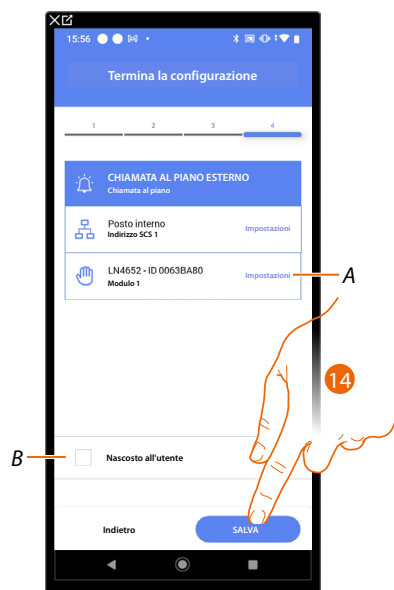 15:56
Termina la configurazione
1 2 3 4
CHIAMATA AL PIANO ESTERNO
Chiamata al piano
Posto interno
Indirizzo SCS 1
Impostazioni
LN4652 - ID 0063BA80
Modulo 1
Impostazioni
A
14
B
Nascosto all'utente
Indietro
SALVA